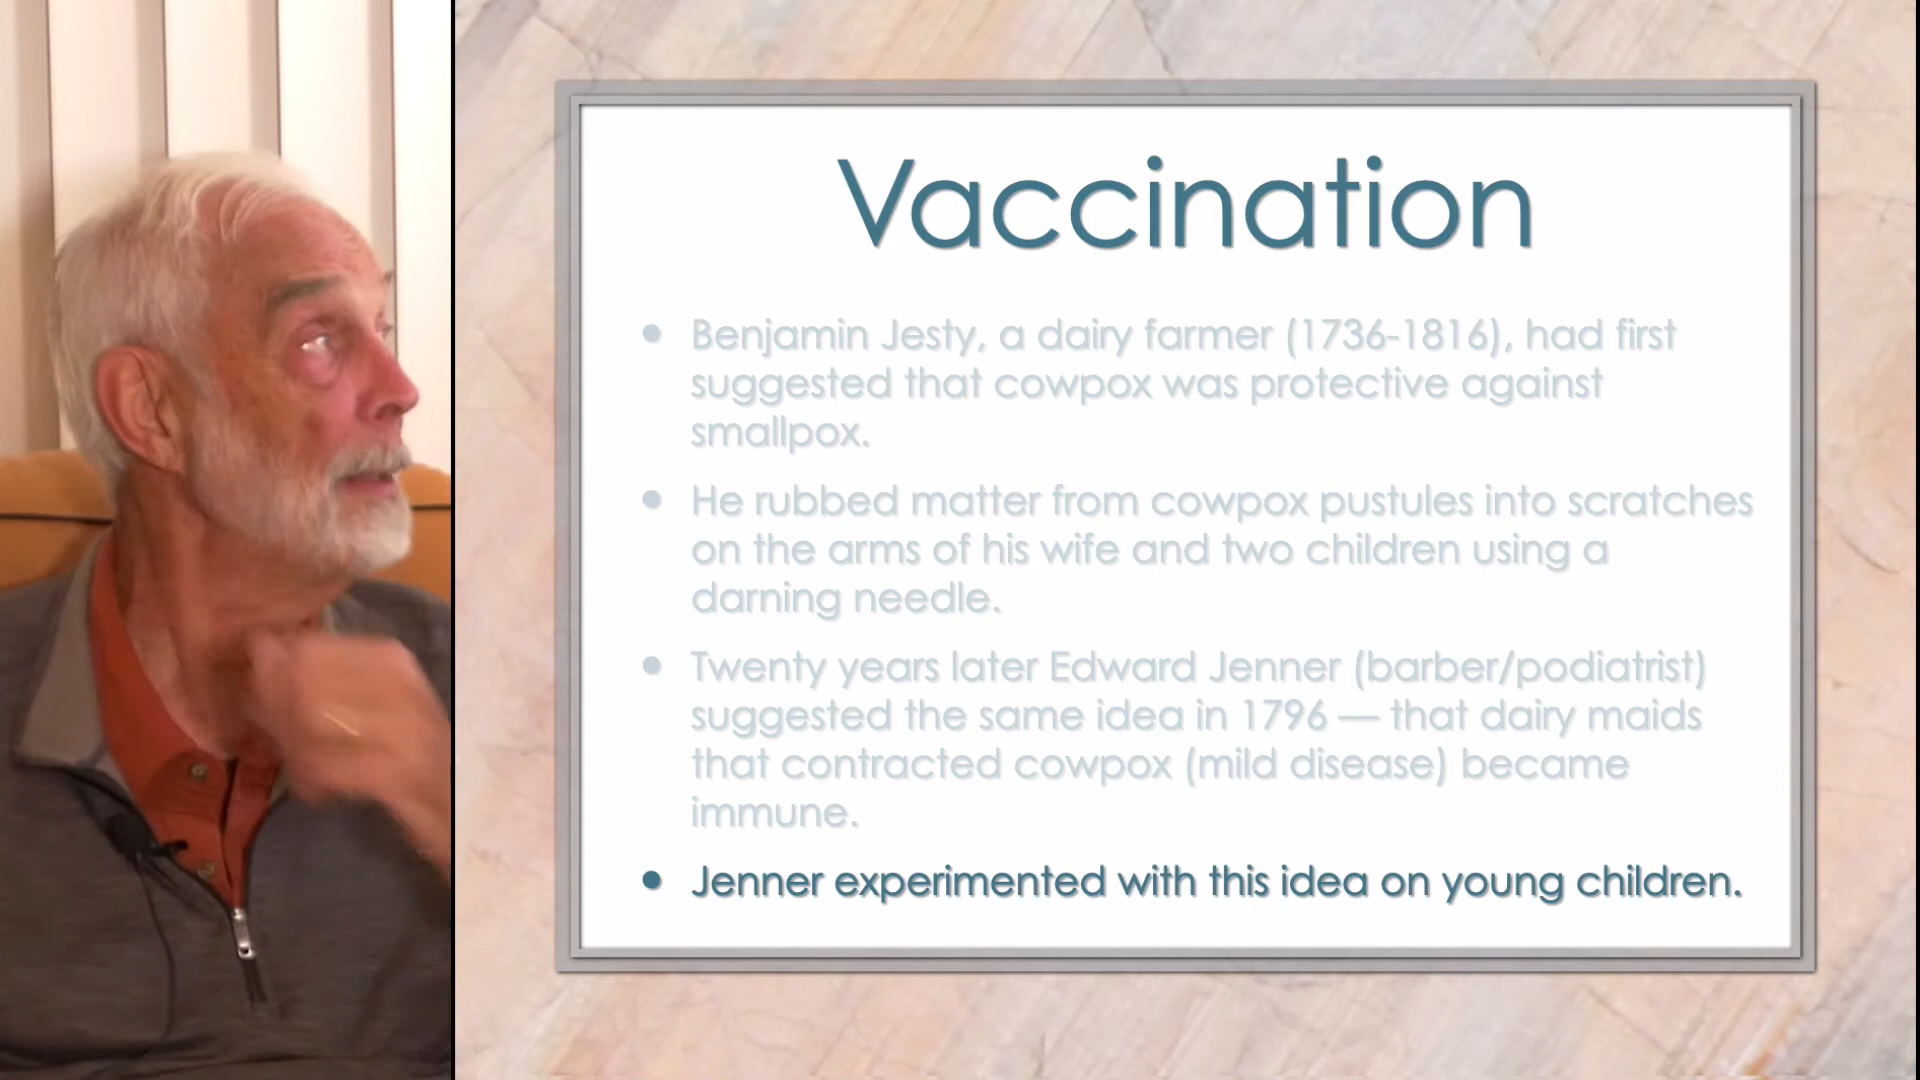 Vaccination
• Benjamin Jesty, a dairy farmer (1736-1816), had first
suggested that cowpox was protective against
smallpox.
• He rubbed matter from cowpox pustules into scratches
on the arms of his wife and two children using a
darning needle.
• Twenty years later Edward Jenner (barber/podiatrist)
suggested the same idea in 1796 — that dairy maids
that contracted cowpox (mild disease) became
immune.
• Jenner experimented with this idea on young children.